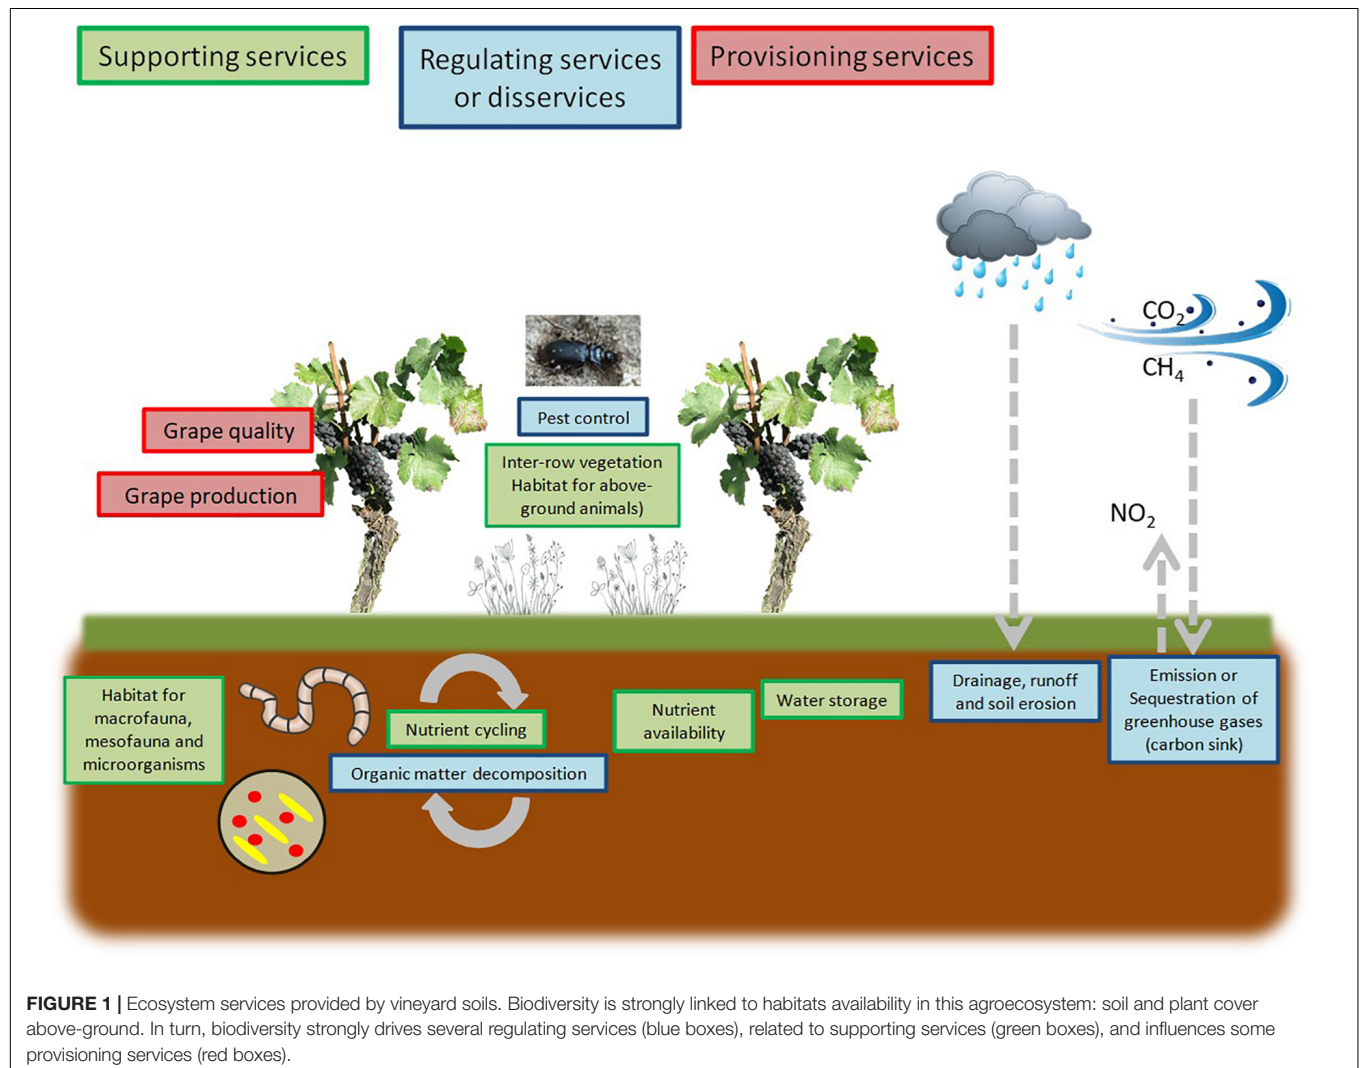 Supporting services
Regulating services
or disservices
Provisioning services
CO2
CH4
Pest control
Grape quality
Inter-row vegetation
Habitat for above-
ground animals)
Grape production
NO2
Habitat for
macrofauna,
mesofauna and
microorganisms
Nutrient cycling
Organic matter decomposition
Nutrient
availability
Water storage
Drainage, runoff
and soil erosion
Emission or
Sequestration of
greenhouse gases
(carbon sink)
FIGURE 1 | Ecosystem services provided by vineyard soils. Biodiversity is strongly linked to habitats availability in this agroecosystem: soil and plant cover
above-ground. In turn, biodiversity strongly drives several regulating services (blue boxes), related to supporting services (green boxes), and influences some
provisioning services (red boxes).